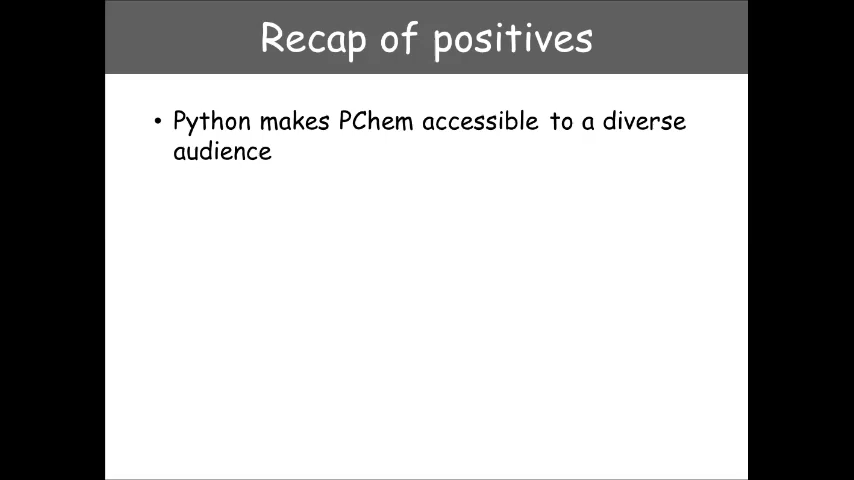 Recap of positives
• Python makes PChem accessible to a diverse
audience